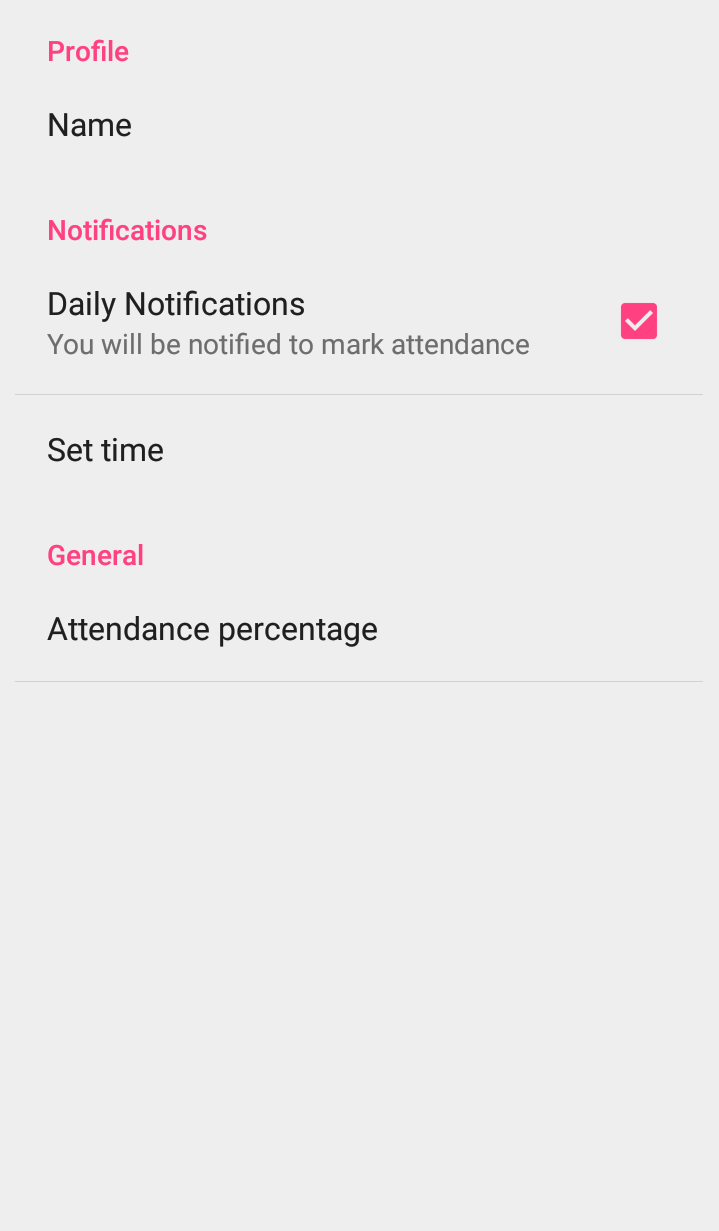 Profile
Name
Notifications
Daily Notifications
You will be notified to mark attendance
Set time
General
Attendance percentage